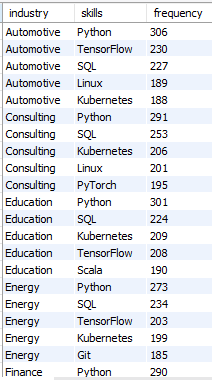 industry skills frequency
Automotive Python 306
Automotive TensorFlow 230
Automotive SQL 227
Automotive Linux 189
Automotive Kubernetes 188
Consulting Python 291
Consulting SQL 253
Consulting Kubernetes 206
Consulting Linux 201
Consulting PyTorch 195
Education Python 301
Education SQL 224
Education Kubernetes 209
Education TensorFlow 208
Education Scala 190
Energy Python 273
Energy SQL 234
Energy TensorFlow 203
Energy Kubernetes 199
Energy Git 185
Finance Python 290